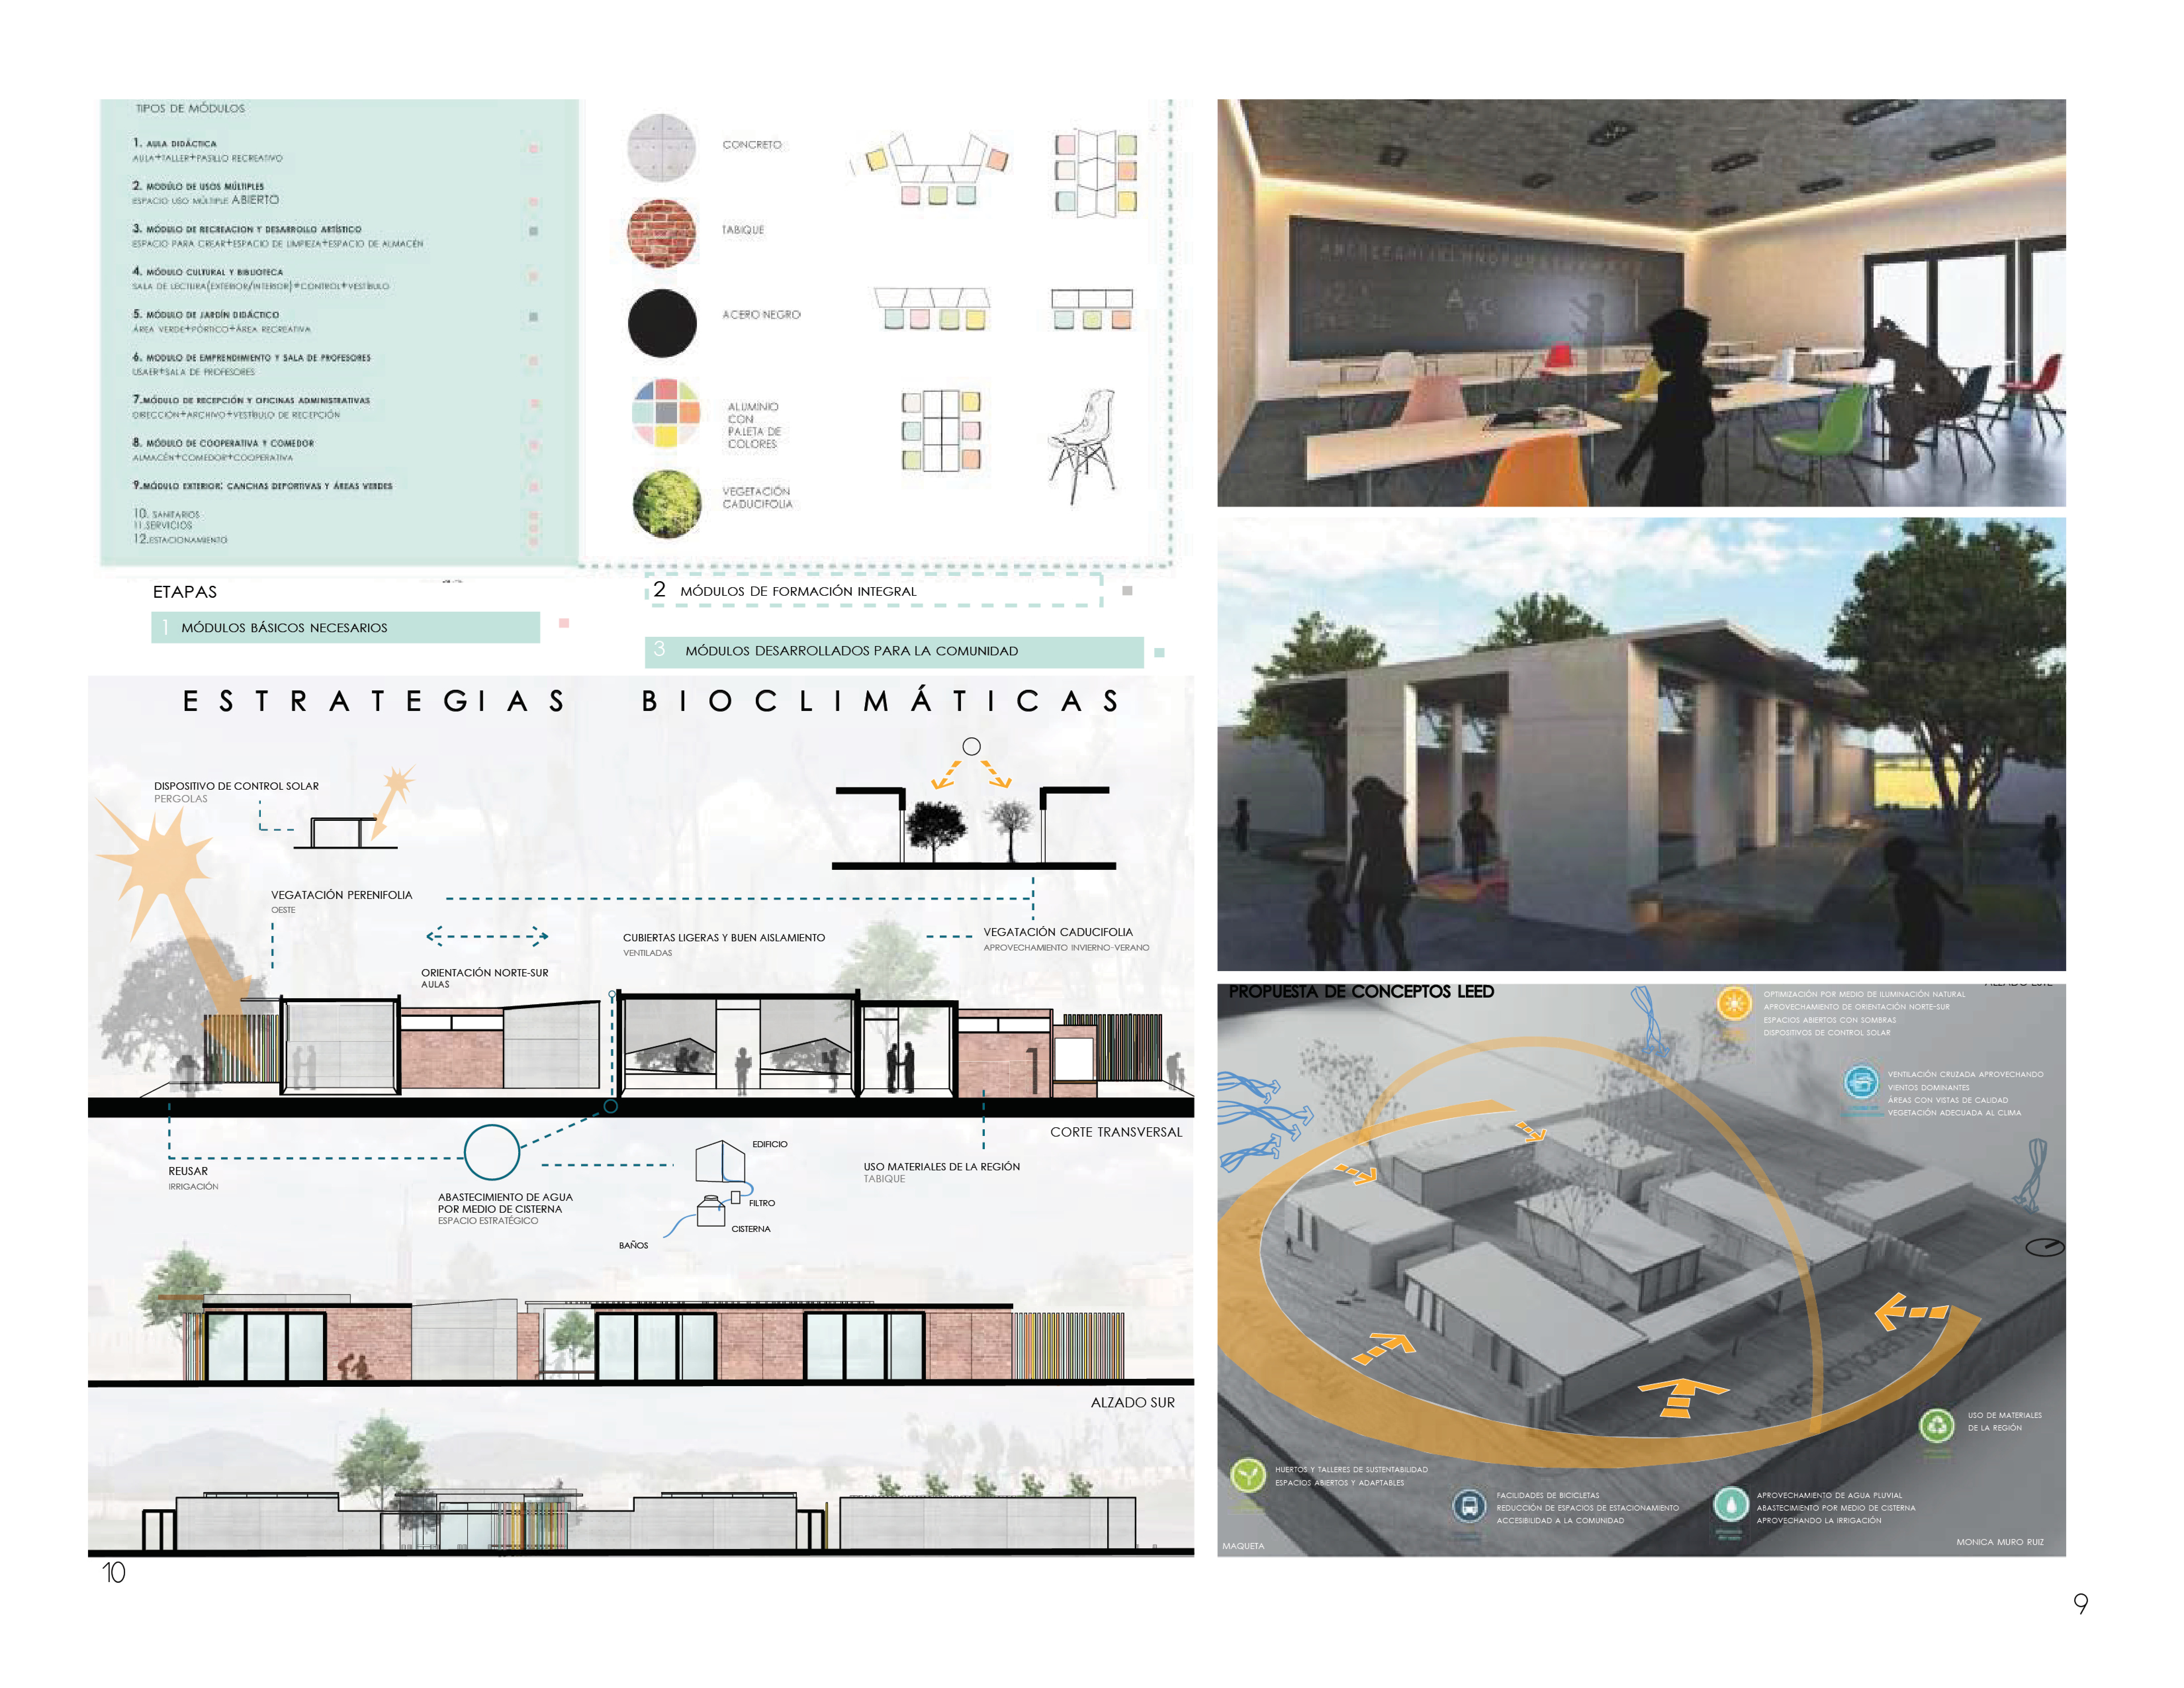 TIPOS DE MÓDULOS
1. AULA DIDÁCTICA
AULA+TALLER+PASILLO RECREATIVO
2. MODÚLO DE USOS MÚLTIPLES
ESPACIO USO MÚLTIPLE ABIERTO
3. MÓDULO DE RECREACION Y DESARROLLO ARTÍSTICO
ESPACIO PARA CREAR+ESPACIO DE LIMPIEZA+ESPACIO DE ALMACÉN
4. MÓDULO CULTURAL Y BIBLIOTECA
SALA DE LECTURA(EXTERIOR/INTERIOR)+CONTROL+VESTÍBULO
5. MÓDULO DE JARDÍN DIDÁCTICO
ÁREA VERDE+PÓRTICO+ÁREA RECREATIVA
6. MODULO DE EMPRENDIMIENTO Y SALA DE PROFESORES
USAER+SALA DE PROFESORES
7.MÓDULO DE RECEPCIÓN Y OFICINAS ADMINISTRATIVAS
DIRECCIÓN+ARCHIVO+VESTÍBULO DE RECEPCIÓN
8. MÓDULO DE COOPERATIVA Y COMEDOR
ALMACÉN+COMEDOR+COOPERATIVA
9.MÓDULO EXTERIOR: CANCHAS DEPORTIVAS Y ÁREAS VERDES
10. SANITARIOS
11.SERVICIOS
12.ESTACIONAMIENTO
CONCRETO
TABIQUE
ACERO NEGRO
ALUMINIO
CON
PALETA DE
COLORES
VEGETACIÓN
CADUCIFOLIA
ETAPAS
1 MÓDULOS BÁSICOS NECESARIOS
2 MÓDULOS DE FORMACIÓN INTEGRAL
3 MÓDULOS DESARROLLADOS PARA LA COMUNIDAD
ESTRATEGIAS BIOCLIMÁTICAS
DISPOSITIVO DE CONTROL SOLAR
PERGOLAS
VEGATACIÓN PERENIFOLIA
OESTE
ORIENTACIÓN NORTE-SUR
AULAS
CUBIERTAS LIGERAS Y BUEN AISLAMIENTO
VENTILADAS
VEGATACIÓN CADUCIFOLIA
APROVECHAMIENTO INVIERNO-VERANO
CORTE TRANSVERSAL
REUSAR
IRRIGACIÓN
ABASTECIMIENTO DE AGUA
POR MEDIO DE CISTERNA
ESPACIO ESTRATÉGICO
EDIFICIO
FILTRO
CISTERNA
BAÑOS
USO MATERIALES DE LA REGIÓN
TABIQUE
ALZADO SUR
10
PROPUESTA DE CONCEPTOS LEED
OPTIMIZACIÓN POR MEDIO DE ILUMINACIÓN NATURAL
APROVECHAMIENTO DE ORIENTACIÓN NORTE-SUR
ESPACIOS ABIERTOS CON SOMBRAS
DISPOSITIVOS DE CONTROL SOLAR
VENTILACIÓN CRUZADA APROVECHANDO
VIENTOS DOMINANTES
ÁREAS CON VISTAS DE CALIDAD
VEGETACIÓN ADECUADA AL CLIMA
USO DE MATERIALES
DE LA REGIÓN
HUERTOS Y TALLERES DE SUSTENTABILIDAD
ESPACIOS ABIERTOS Y ADAPTABLES
FACILIDADES DE BICICLETAS
REDUCCIÓN DE ESPACIOS DE ESTACIONAMIENTO
ACCESIBILIDAD A LA COMUNIDAD
APROVECHAMIENTO DE AGUA PLUVIAL
ABASTECIMIENTO POR MEDIO DE CISTERNA
APROVECHANDO LA IRRIGACIÓN
MAQUETA
MONICA MURO RUIZ
9